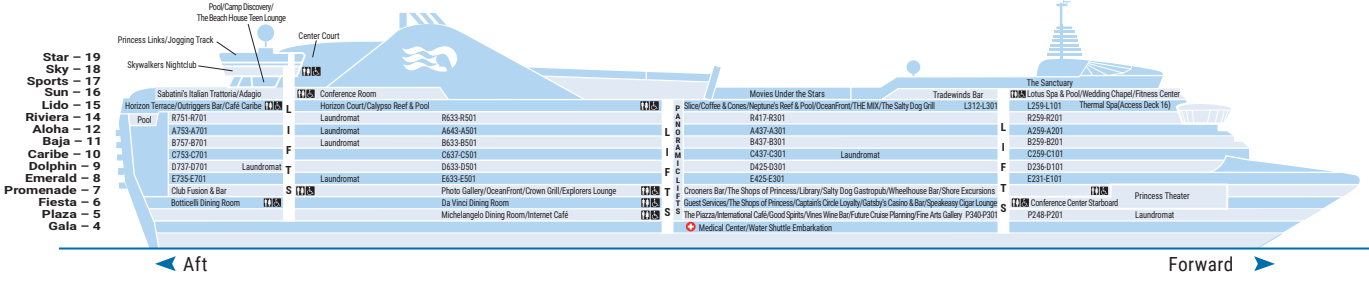 Pool/Camp Discovery/
The Beach House Teen Lounge
Princess Links/Jogging Track
Center Court
Skywalkers Nightclub
Star – 19
Sky – 18
Sports – 17
The Sanctuary
Sun – 16 Sabatini's Italian Trattoria/Adagio Conference Room Movies Under the Stars Tradewinds Bar Lotus Spa & Pool/Wedding Chapel/Fitness Center
Lido – 15 Horizon Terrace/Outriggers Bar/Café Caribe Horizon Court/Calypso Reef & Pool Slice/Coffee & Cones/Neptune's Reef & Pool/OceanFront/THE MIX/The Salty Dog Grill L312-L301 L259-L101 Thermal Spa(Access Deck 16)
Riviera – 14 Pool R751-R701 Laundromat R633-R501 R417-R301 R259-R201
Aloha – 12 A753-A701 Laundromat A643-A501 A437-A301 A259-A201
Baja – 11 B757-B701 Laundromat B633-B501 B437-B301 B259-B201
Caribe – 10 C753-C701 C637-C501 C437-C301 Laundromat C259-C101
Dolphin – 9 D737-D701 Laundromat D633-D501 D425-D301 D236-D101
Emerald – 8 E735-E701 Laundromat E633-E501 E425-E301 E231-E101
Promenade – 7 Club Fusion & Bar Photo Gallery/OceanFront/Crown Grill/Explorers Lounge Crooners Bar/The Shops of Princess/Library/Salty Dog Gastropub/Wheelhouse Bar/Shore Excursions Princess Theater
Fiesta – 6 Botticelli Dining Room Da Vinci Dining Room Guest Services/The Shops of Princess/Captain's Circle Loyalty/Gatsby's Casino & Bar/Speakeasy Cigar Lounge Conference Center Starboard
Plaza – 5 Michelangelo Dining Room/Internet Café The Piazza/International Café/Good Spirits/Vines Wine Bar/Future Cruise Planning/Fine Arts Gallery P340-P301 P248-P201 Laundromat
Gala – 4 Medical Center/Water Shuttle Embarkation
LIFTS
LIFTS
PANORAMIC LIFTS
LIFTS
Aft
Forward